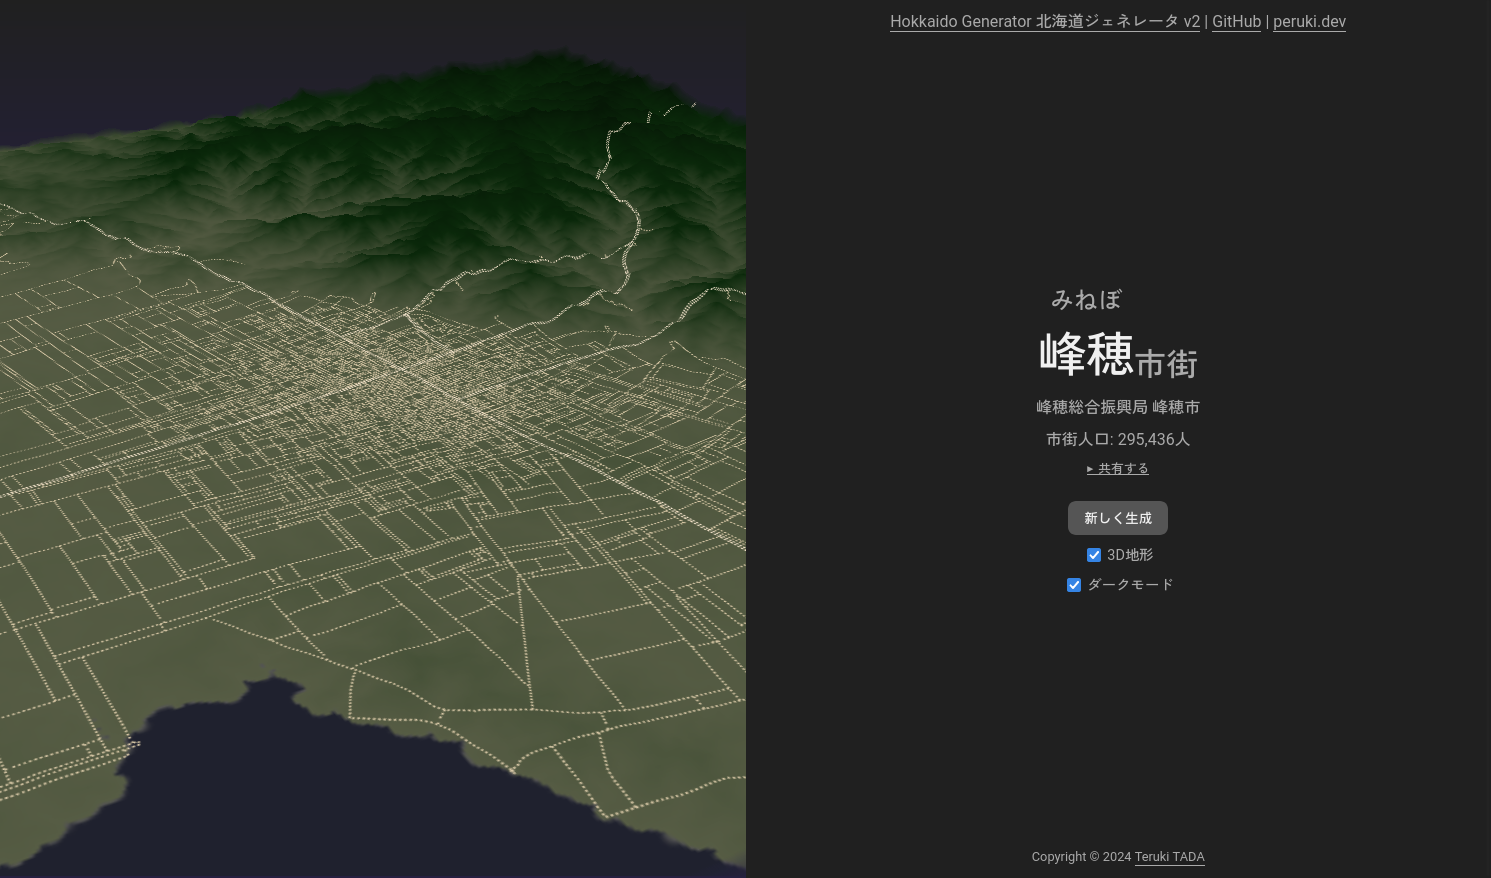 Hokkaido Generator 北海道ジェネレータ v2 | GitHub | peruki.dev
みねぼ
峰穂市街
峰穂総合振興局 峰穂市
市街人口: 295,436人
▸ 共有する
新しく生成
3D地形
ダークモード
Copyright © 2024 Teruki TADA